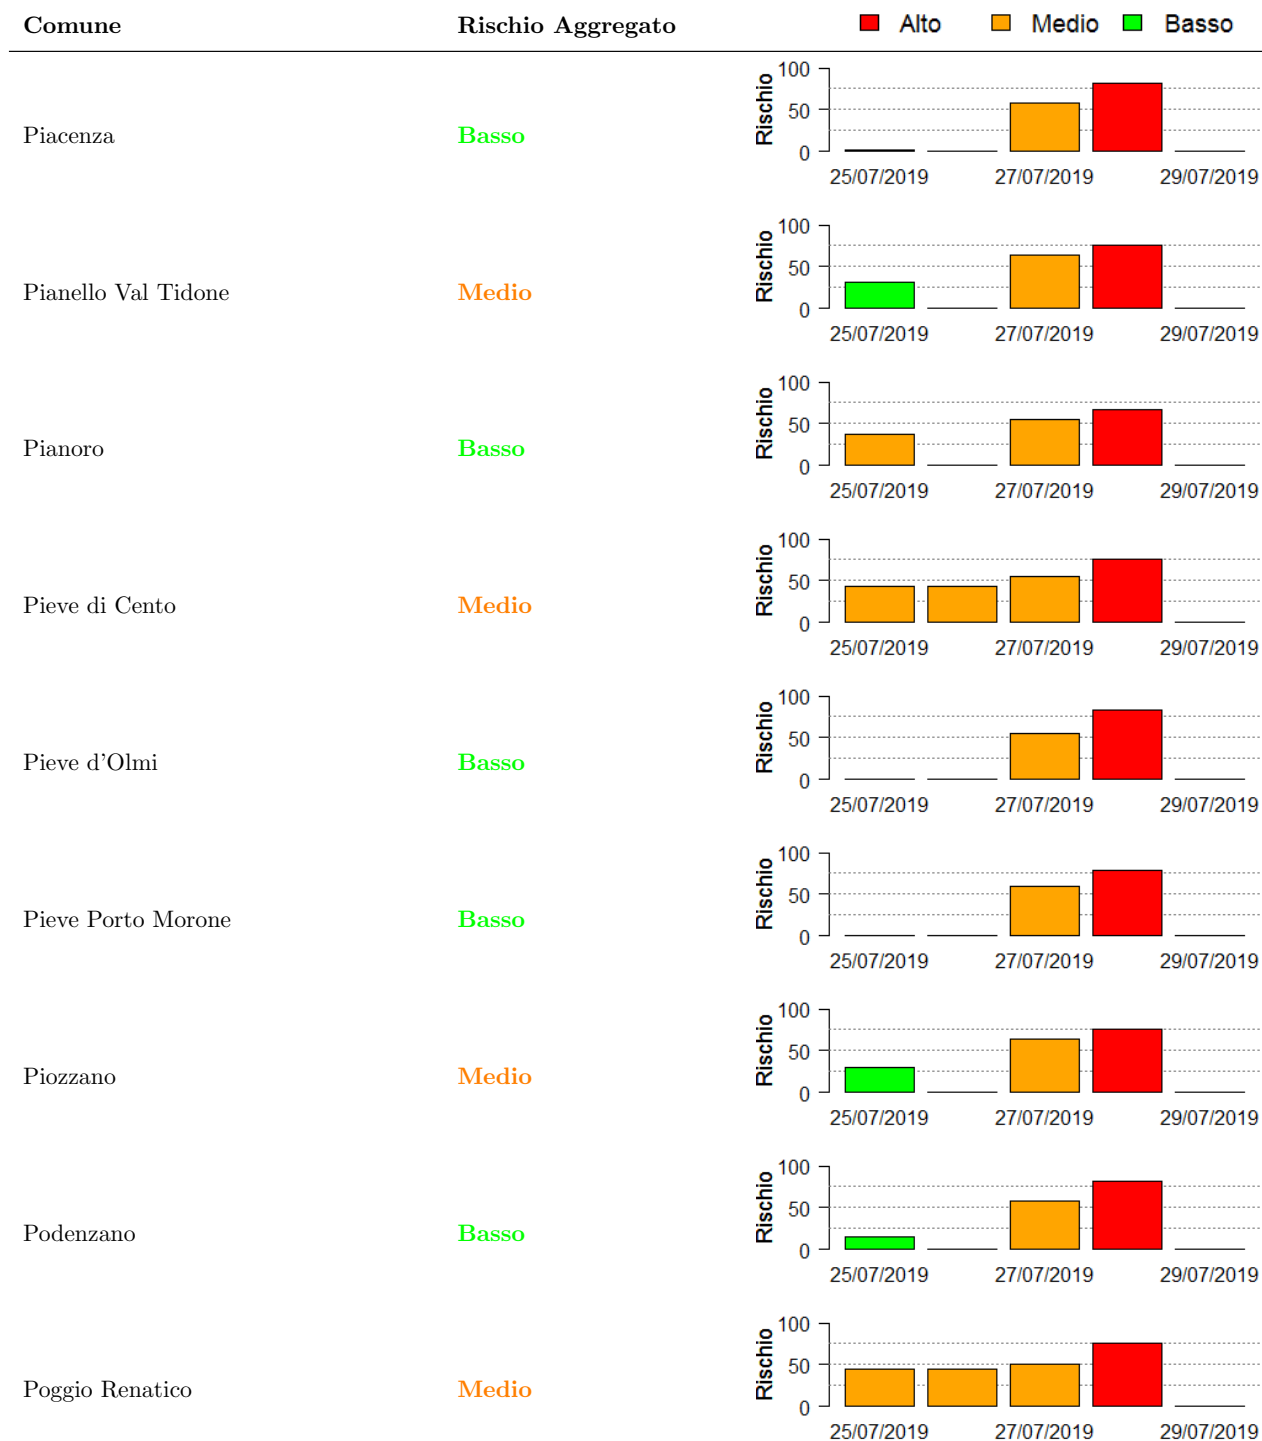 Comune Rischio Aggregato Alto Medio Basso
Piacenza Basso
Rischio
100
50
0
25/07/2019 27/07/2019 29/07/2019
Pianello Val Tidone Medio
Rischio
100
50
0
25/07/2019 27/07/2019 29/07/2019
Pianoro Basso
Rischio
100
50
0
25/07/2019 27/07/2019 29/07/2019
Pieve di Cento Medio
Rischio
100
50
0
25/07/2019 27/07/2019 29/07/2019
Pieve d'Olmi Basso
Rischio
100
50
0
25/07/2019 27/07/2019 29/07/2019
Pieve Porto Morone Basso
Rischio
100
50
0
25/07/2019 27/07/2019 29/07/2019
Piozzano Medio
Rischio
100
50
0
25/07/2019 27/07/2019 29/07/2019
Podenzano Basso
Rischio
100
50
0
25/07/2019 27/07/2019 29/07/2019
Poggio Renatico Medio
Rischio
100
50
0
25/07/2019 27/07/2019 29/07/2019